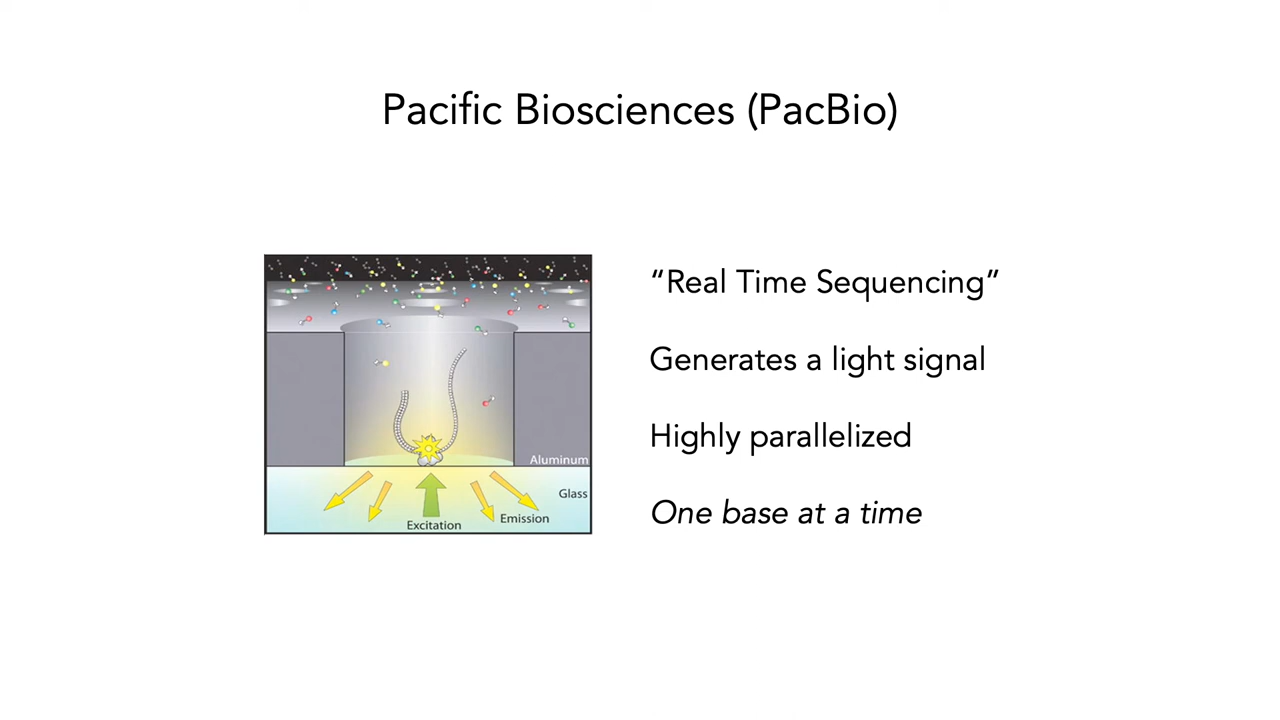 Pacific Biosciences (PacBio)
“Real Time Sequencing”
Generates a light signal
Highly parallelized
One base at a time
Aluminum
Glass
Emission
Excitation